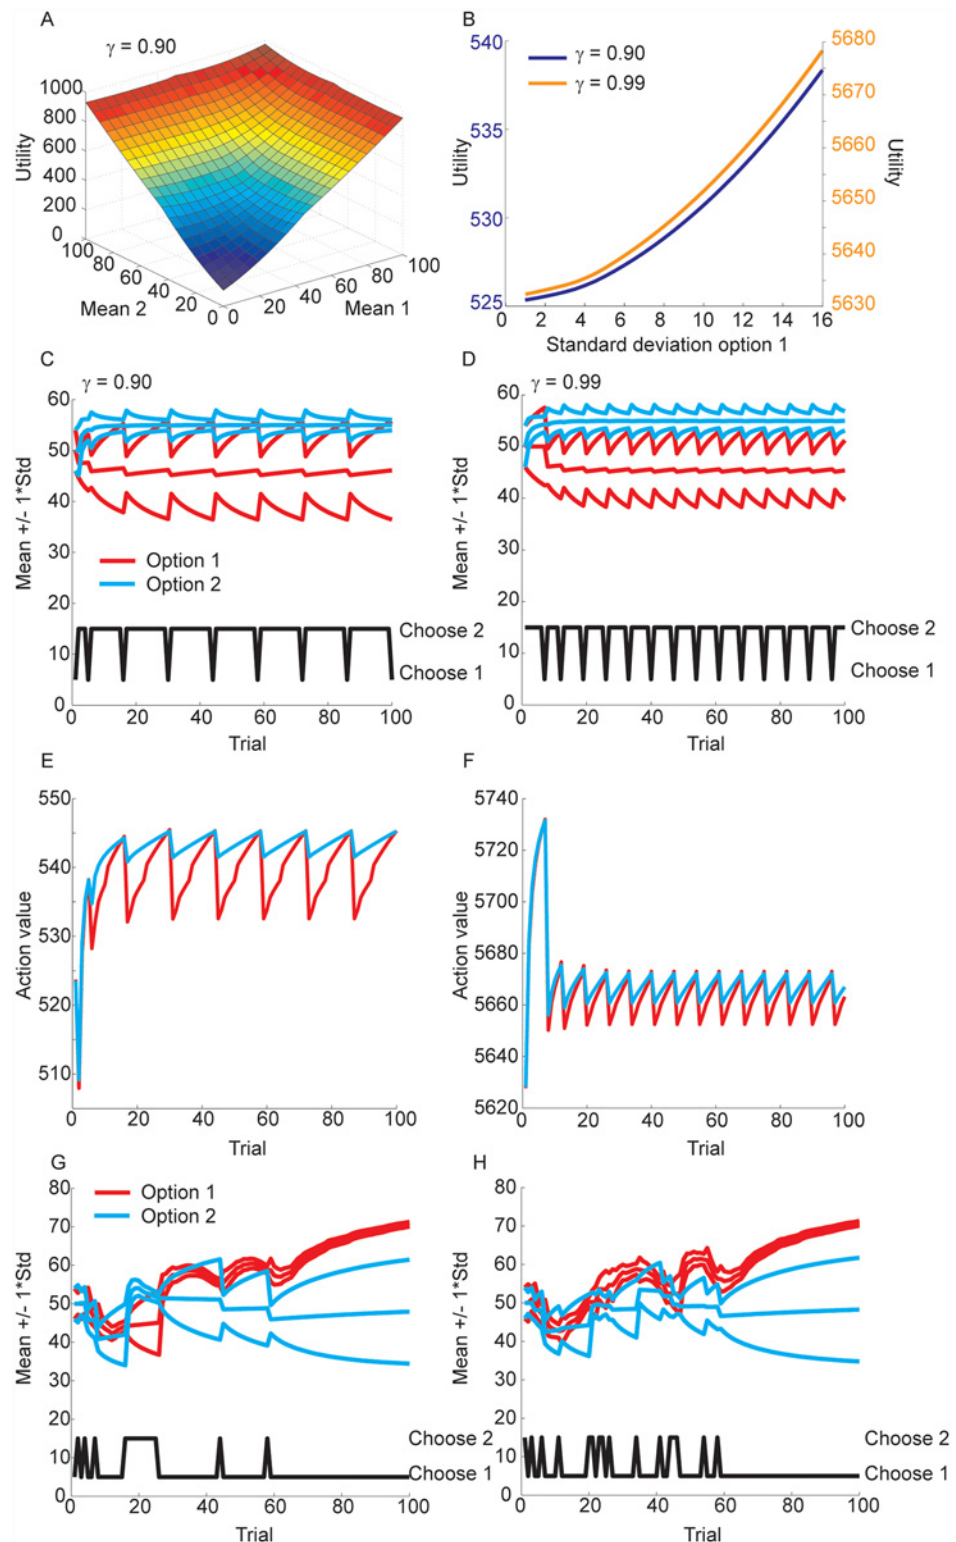 A
γ = 0.90
Utility
1000
800
600
400
200
0
100
80
60
40
20
0
Mean 2
0
20
40
60
80
100
Mean 1
B
γ = 0.90
γ = 0.99
Utility
540
535
530
525
5680
5670
5660
5650
5640
5630
Utility
2 4 6 8 10 12 14 16
Standard deviation option 1
C
γ = 0.90
Mean +/- 1*Std
60
50
40
30
20
10
0
Option 1
Option 2
Choose 2
Choose 1
0 20 40 60 80 100
Trial
D
γ = 0.99
Mean +/- 1*Std
60
50
40
30
20
10
0
Choose 2
Choose 1
0 20 40 60 80 100
Trial
E
Action value
550
540
530
520
510
0 20 40 60 80 100
Trial
F
Action value
5740
5720
5700
5680
5660
5640
5620
0 20 40 60 80 100
Trial
G
Option 1
Option 2
Mean +/- 1*Std
80
70
60
50
40
30
20
10
0
Choose 2
Choose 1
0 20 40 60 80 100
Trial
H
Mean +/- 1*Std
80
70
60
50
40
30
20
10
0
Choose 2
Choose 1
0 20 40 60 80 100
Trial